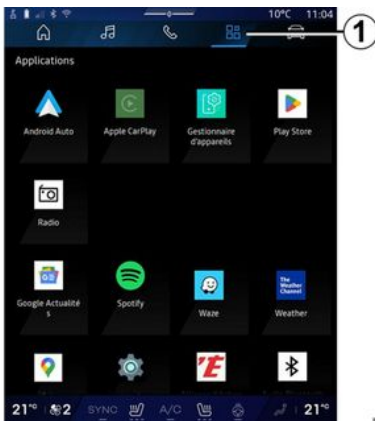 10°C 11:04
1
Applications
Android Auto
Apple CarPlay
Gestionnaire
d'appareils
Play Store
Radio
Google Actualité
s
Spotify
Waze
The
Weather
Channel
Weather
21°C
2
SYNC
A/C
21°C